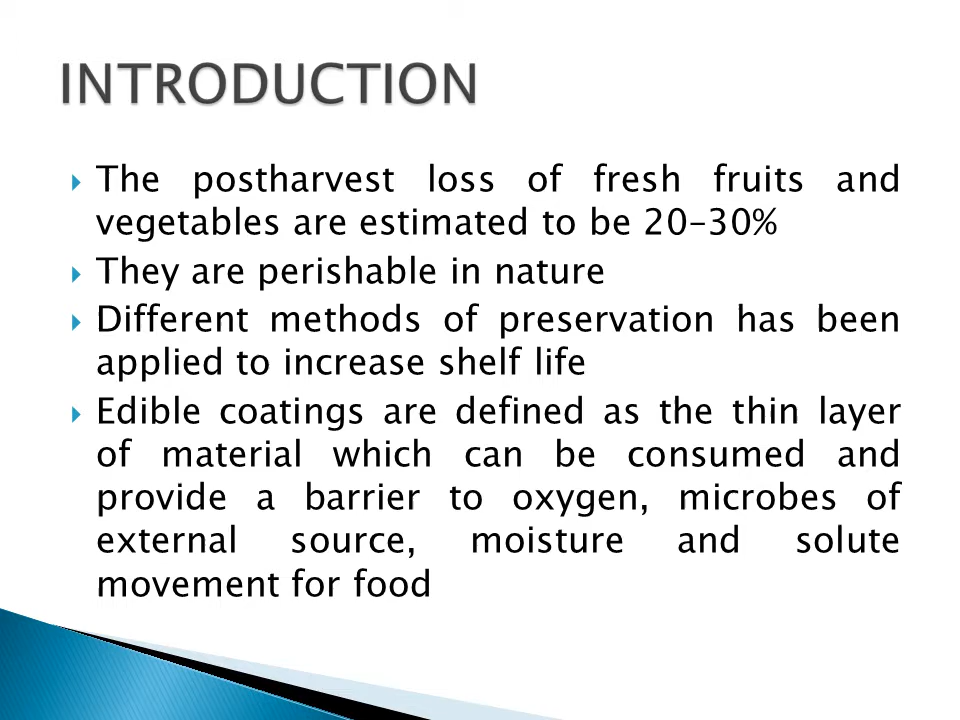 INTRODUCTION
The postharvest loss of fresh fruits and
vegetables are estimated to be 20-30%
They are perishable in nature
Different methods of preservation has been
applied to increase shelf life
Edible coatings are defined as the thin layer
of material which can be consumed and
provide a barrier to oxygen, microbes of
external source, moisture and solute
movement for food